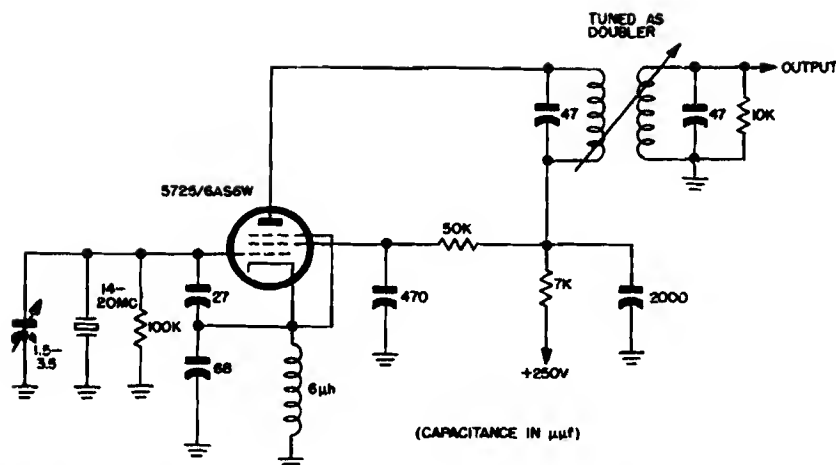 TUNED AS
DOUBLER
OUTPUT
47
47
10K
5725/6AS6W
50K
14-
20MC
100K
27
470
7K
2000
1.5-
3.5
68
6μh
+250V
(CAPACITANCE IN μμf)